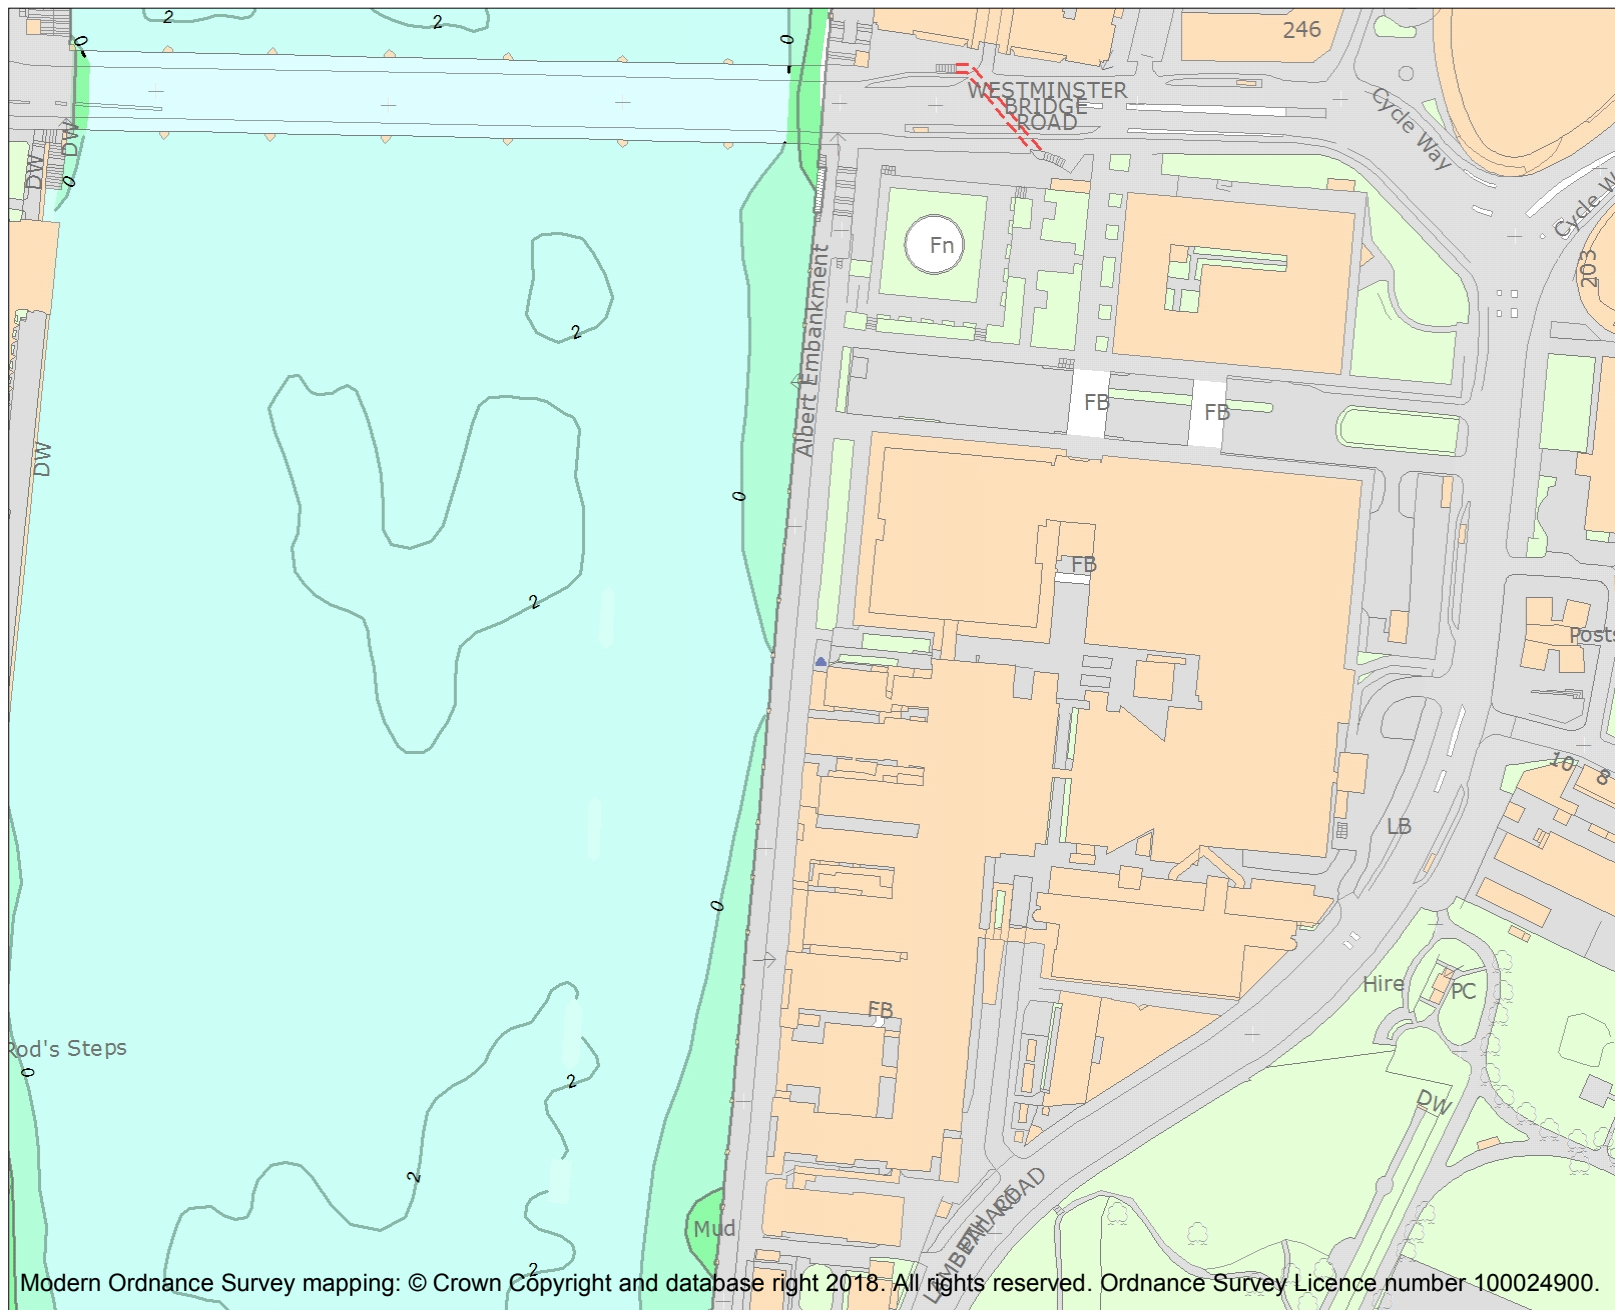 2
2
0
0
246
WESTMINSTER
BRIDGE
ROAD
Cycle Way
DW
DW
0
Cycle W
Fn
203
Albert Embankment
2
FB
FB
DW
0
FB
2
Posts
10
8
LB
0
Hire
PC
FB
Rod's Steps
0
2
DW
2
Mud
LAMBETH PALACE ROAD
2
Modern Ordnance Survey mapping: © Crown Copyright and database right 2018. All rights reserved. Ordnance Survey Licence number 100024900.